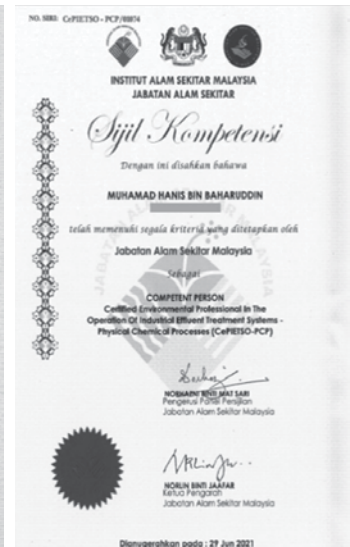 NO. SIRI: CePIETSO - PCP/00874
INSTITUT ALAM SEKITAR MALAYSIA
JABATAN ALAM SEKITAR
Sijil Kompetensi
Dengan ini disahkan bahawa
MUHAMAD HANIS BIN BAHARUDDIN
telah memenuhi segala kriteria yang ditetapkan oleh
Jabatan Alam Sekitar Malaysia
Sebagai
COMPETENT PERSON
Certified Environmental Professional In The
Operation Of Industrial Effluent Treatment Systems -
Physical Chemical Processes (CePIETSO-PCP)
NORHAENI BINTI MAT SARI
Pengerusi Panel Persijilan
Jabatan Alam Sekitar Malaysia
NORLIN BINTI JAAFAR
Ketua Pengarah
Jabatan Alam Sekitar Malaysia
Dianugerahkan pada : 29 Jun 2021